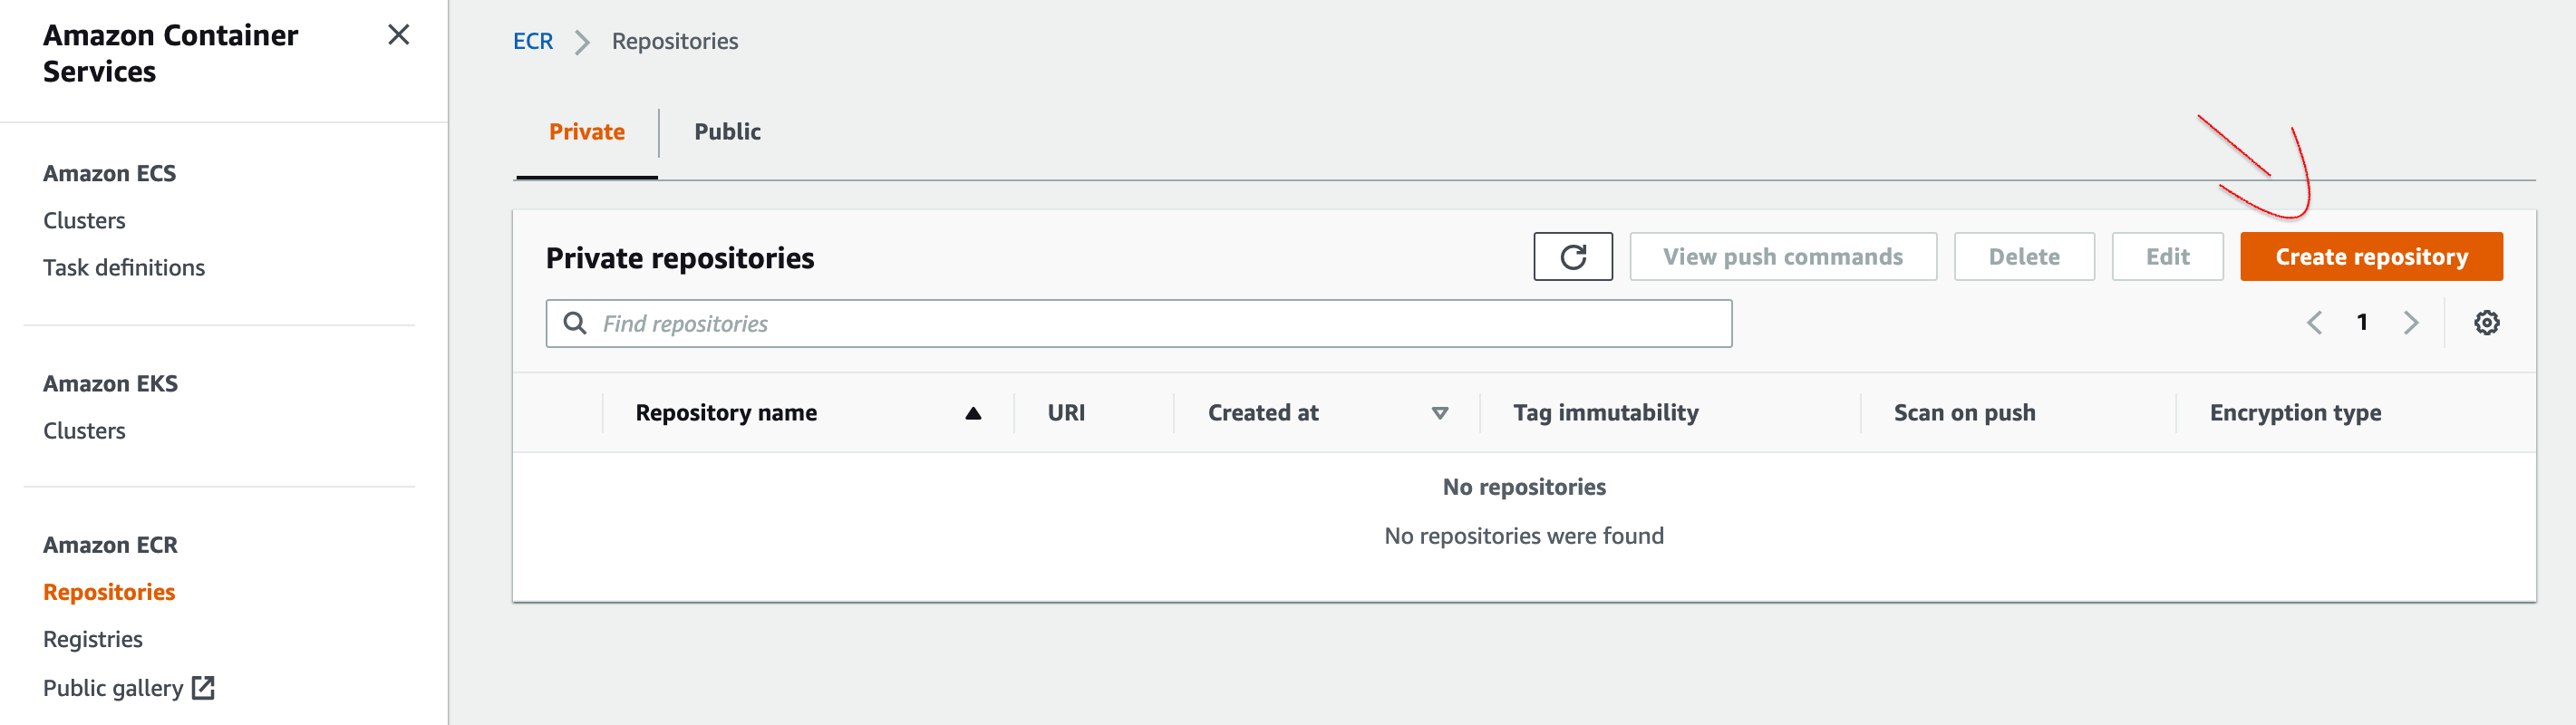 Amazon Container
Services
Amazon ECS
Clusters
Task definitions
Amazon EKS
Clusters
Amazon ECR
Repositories
Registries
Public gallery
ECR Repositories
Private Public
Private repositories View push commands Delete Edit Create repository
Find repositories 1
Repository name URI Created at Tag immutability Scan on push Encryption type
No repositories
No repositories were found